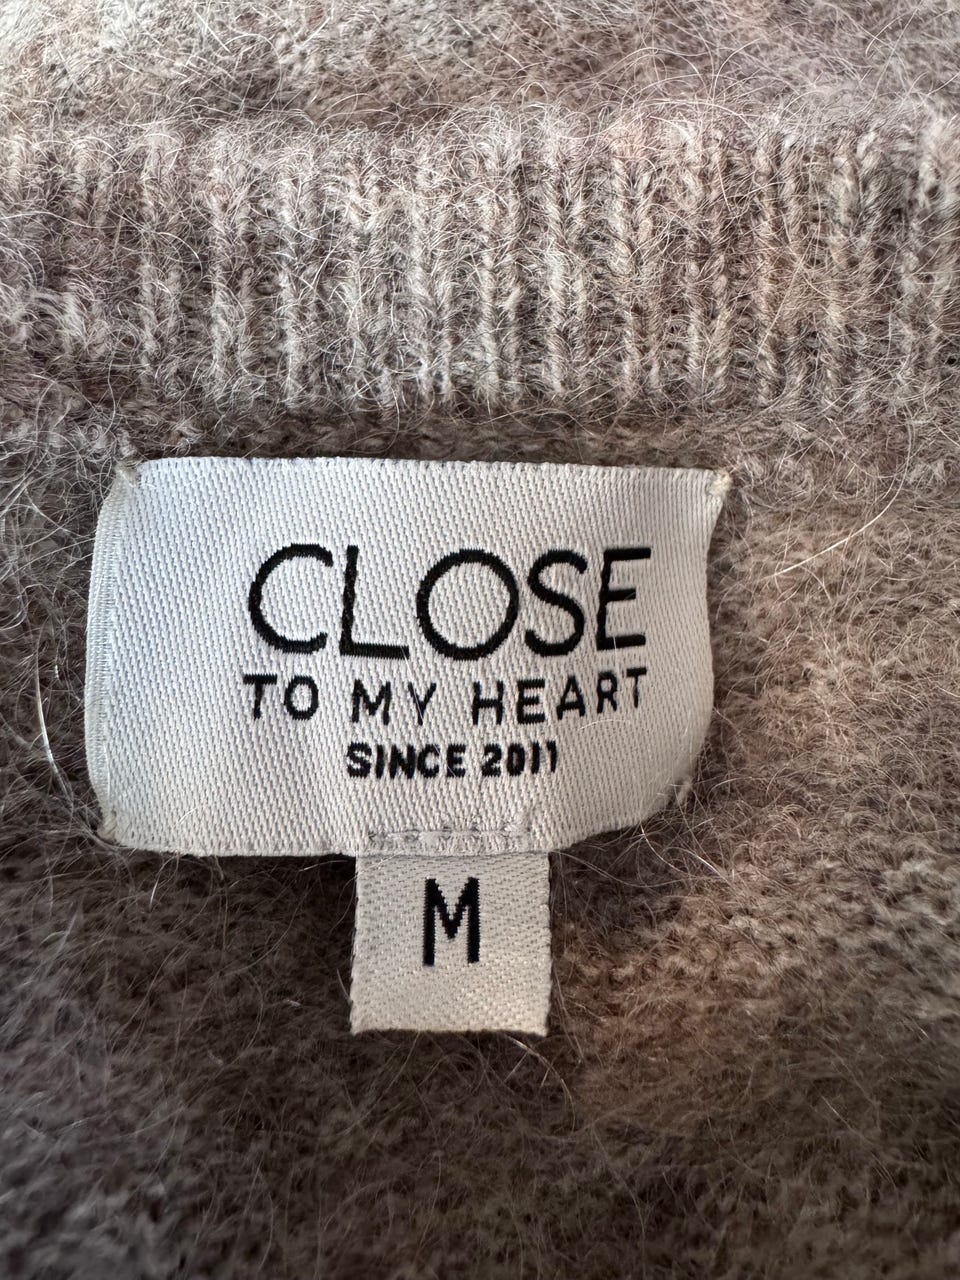 CLOSE
TO MY HEART
SINCE 2011
M